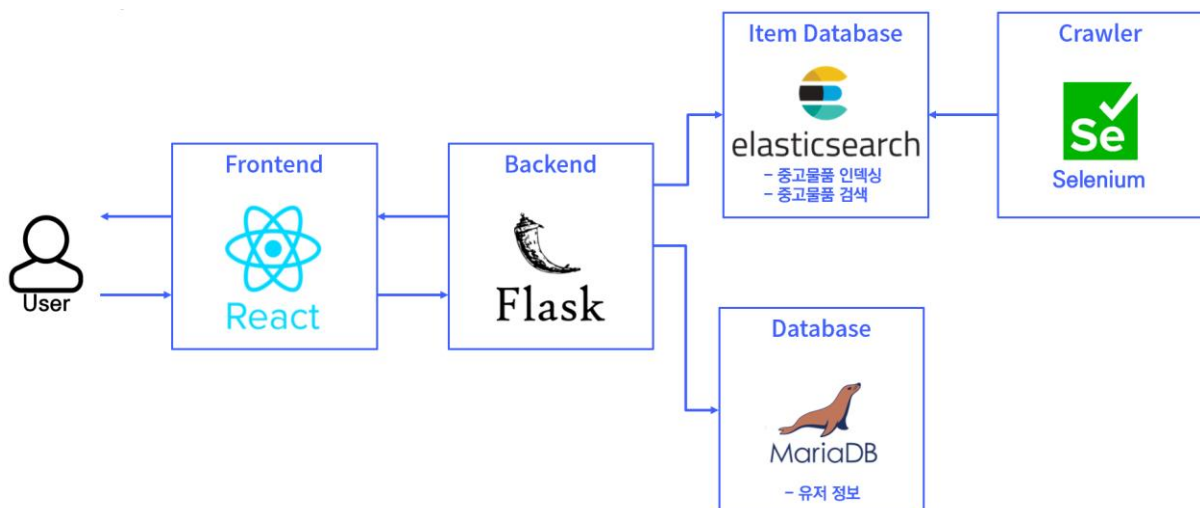 Item Database
Crawler
elasticsearch
- 중고물품 인덱싱
- 중고물품 검색
Se
Selenium
Frontend
Backend
User
React
Flask
Database
MariaDB
- 유저 정보